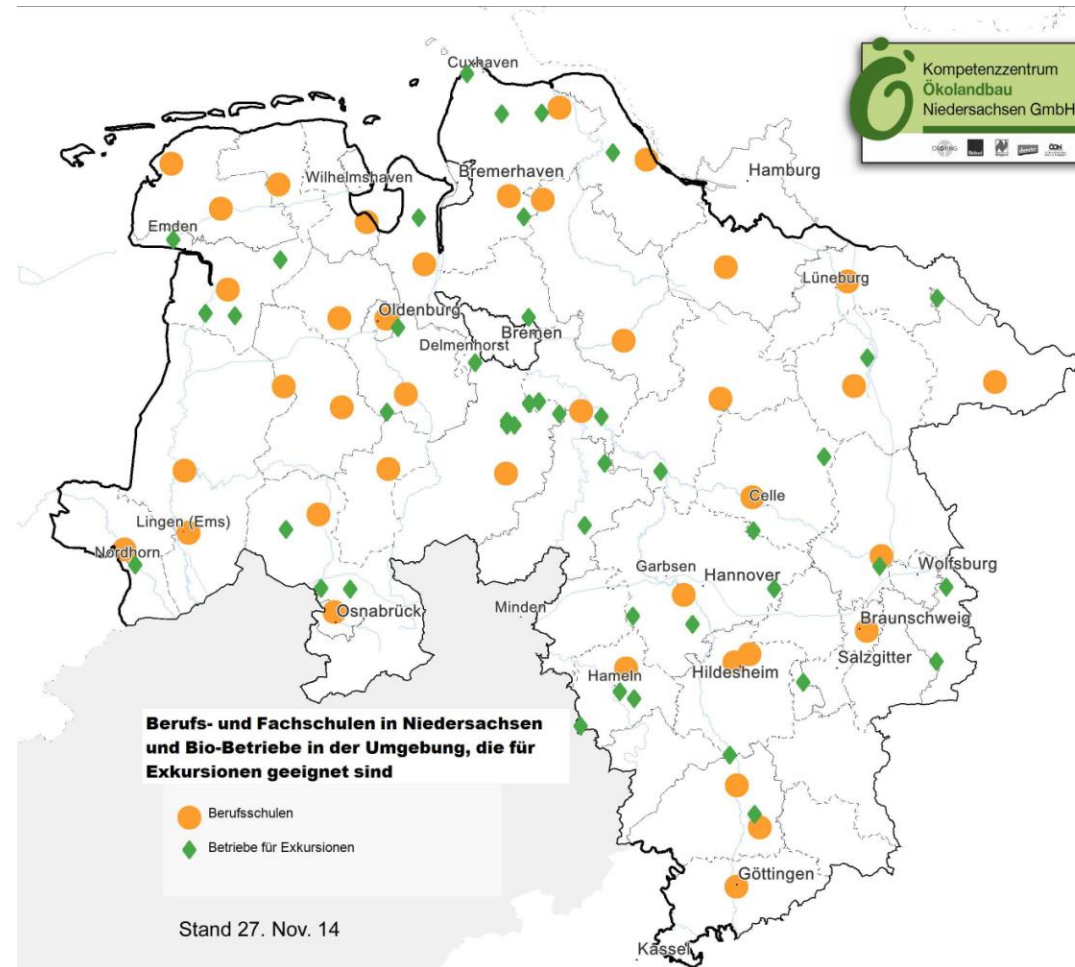 Cuxhaven
Kompetenzzentrum
Ökolandbau
Niedersachsen GmbH
Wilhelmshaven
Bremerhaven
Hamburg
Emden
Lüneburg
Oldenburg
Bremen
Delmenhorst
Celle
Lingen (Ems)
Nordhorn
Garbsen
Hannover
Wolfsburg
Minden
Osnabrück
Braunschweig
Salzgitter
Hildesheim
Hameln
Berufs- und Fachschulen in Niedersachsen
und Bio-Betriebe in der Umgebung, die für
Exkursionen geeignet sind
Berufsschulen
Betriebe für Exkursionen
Göttingen
Stand 27. Nov. 14
Kassel